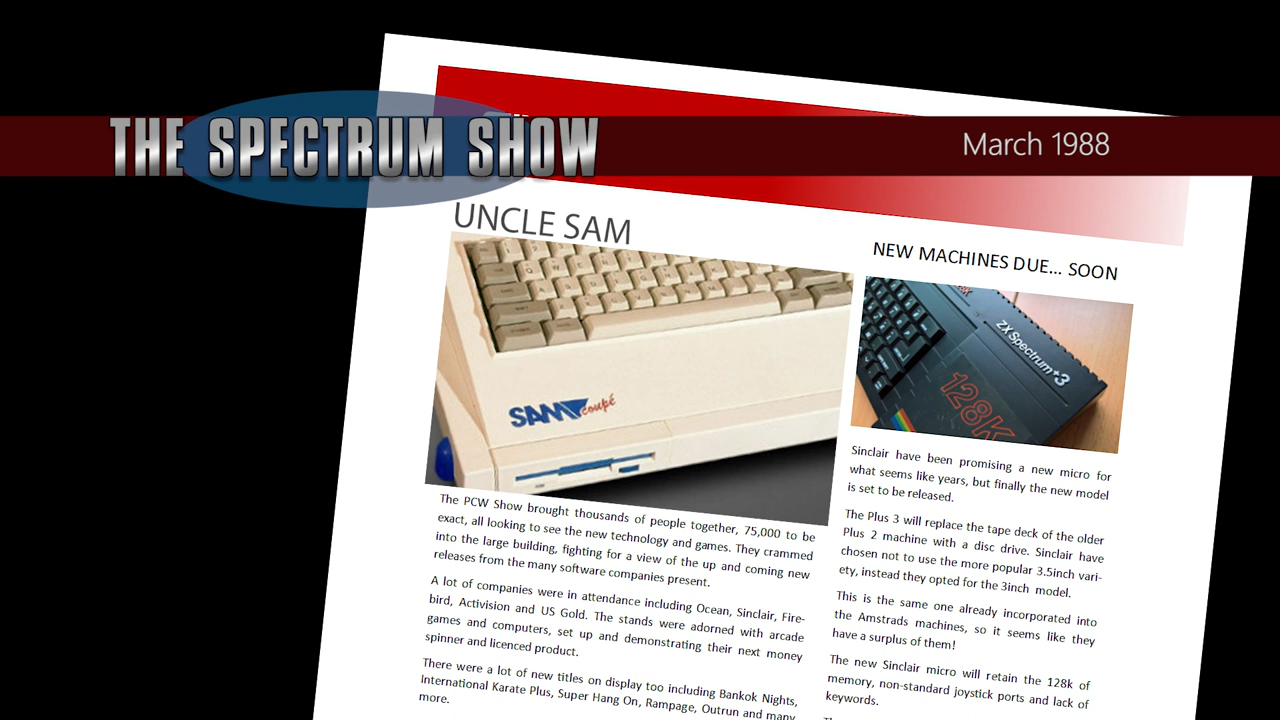 THE SPECTRUM SHOW
March 1988
UNCLE SAM
SAM coupé
The PCW Show brought thousands of people together, 75,000 to be
exact, all looking to see the new technology and games. They crammed
into the large building, fighting for a view of the up and coming new
releases from the many software companies present.
A lot of companies were in attendance including Ocean, Sinclair, Fire-
bird, Activision and US Gold. The stands were adorned with arcade
games and computers, set up and demonstrating their next money
spinner and licenced product.
There were a lot of new titles on display too including Bankok Nights,
International Karate Plus, Super Hang On, Rampage, Outrun and many
more.
NEW MACHINES DUE... SOON
ZX Spectrum +3
128K
Sinclair have been promising a new micro for
what seems like years, but finally the new model
is set to be released.
The Plus 3 will replace the tape deck of the older
Plus 2 machine with a disc drive. Sinclair have
chosen not to use the more popular 3.5inch vari-
ety, instead they opted for the 3inch model.
This is the same one already incorporated into
the Amstrads machines, so it seems like they
have a surplus of them!
The new Sinclair micro will retain the 128k of
memory, non-standard joystick ports and lack of
keywords.